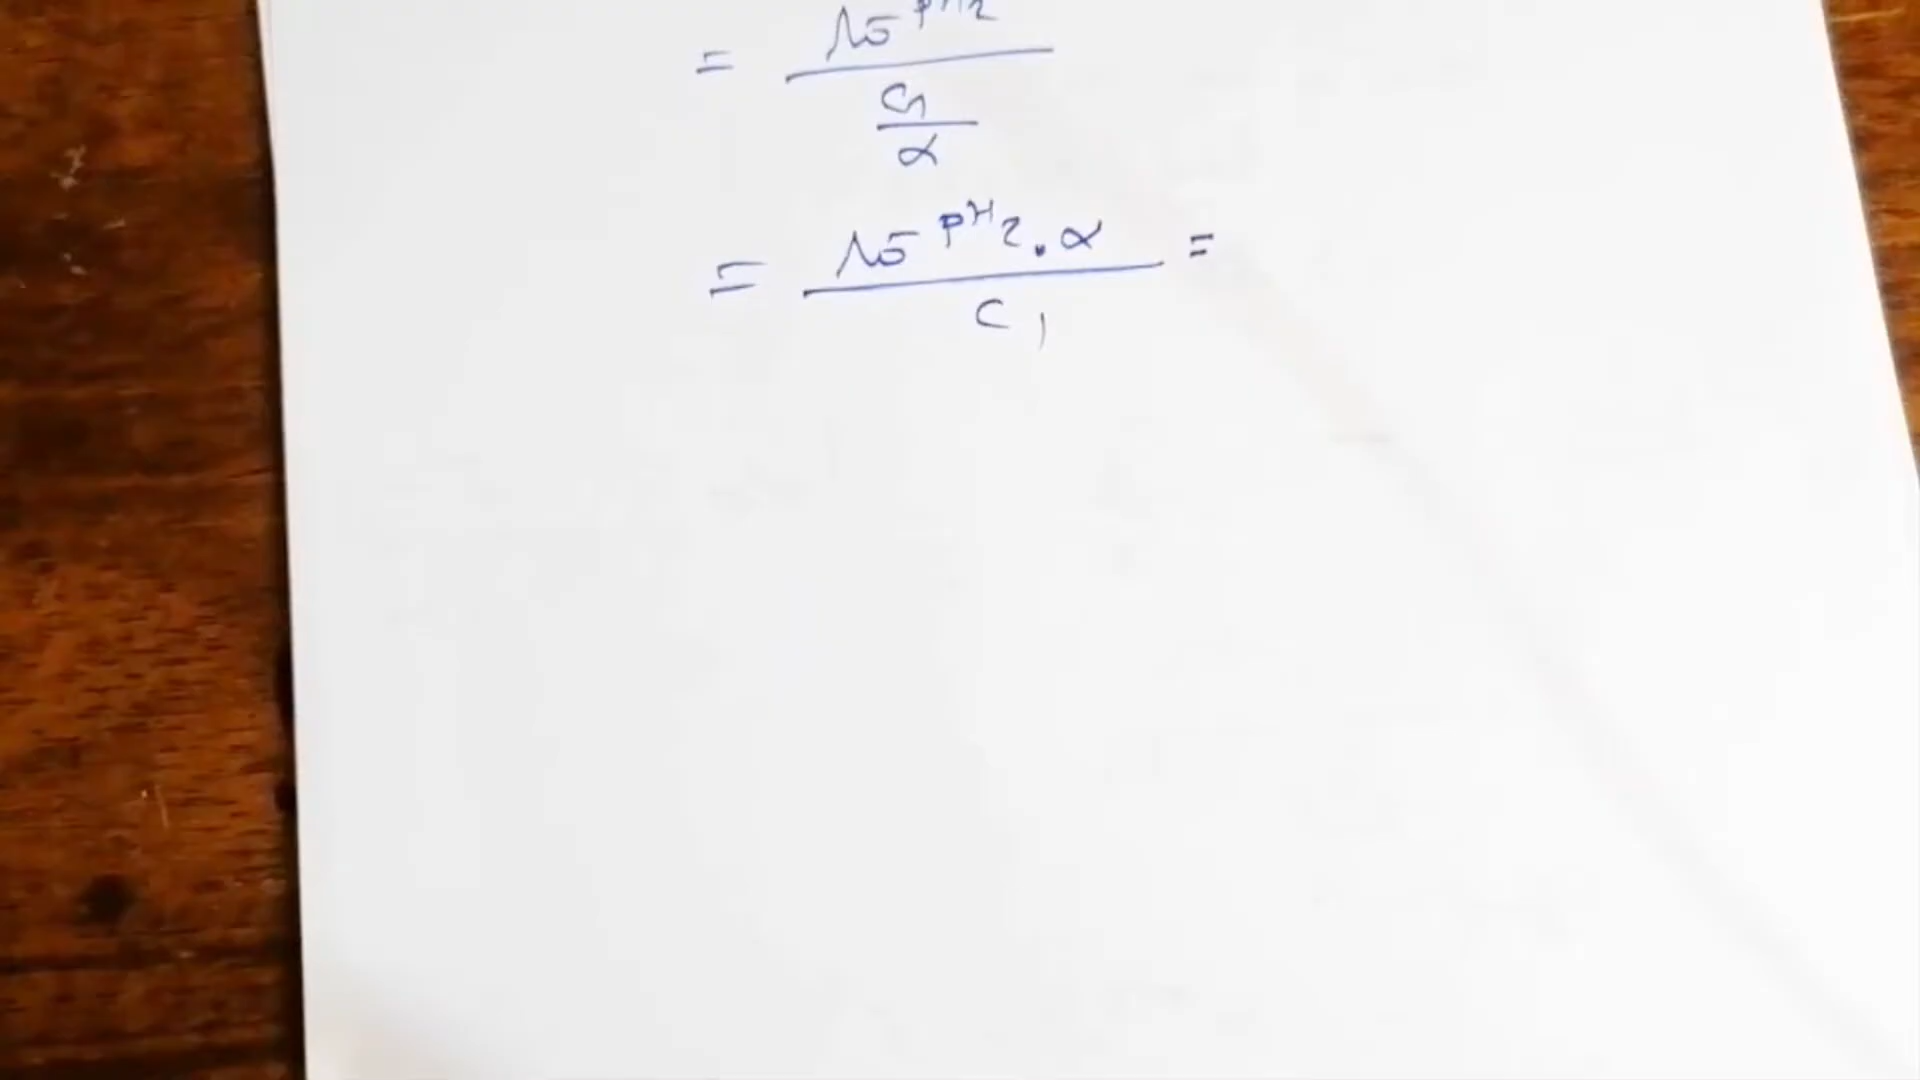 = 10^-pH2 / (C1 / α)
= 10^-pH2 . α / C1 =